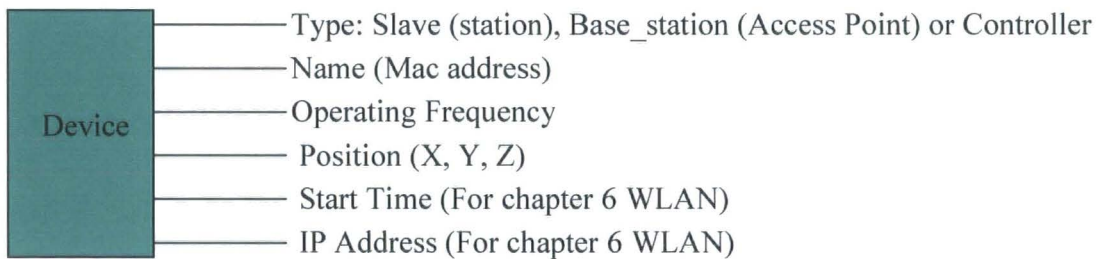 Type: Slave (station), Base_station (Access Point) or Controller
Name (Mac address)
Operating Frequency
Device
Position (X, Y, Z)
Start Time (For chapter 6 WLAN)
IP Address (For chapter 6 WLAN)